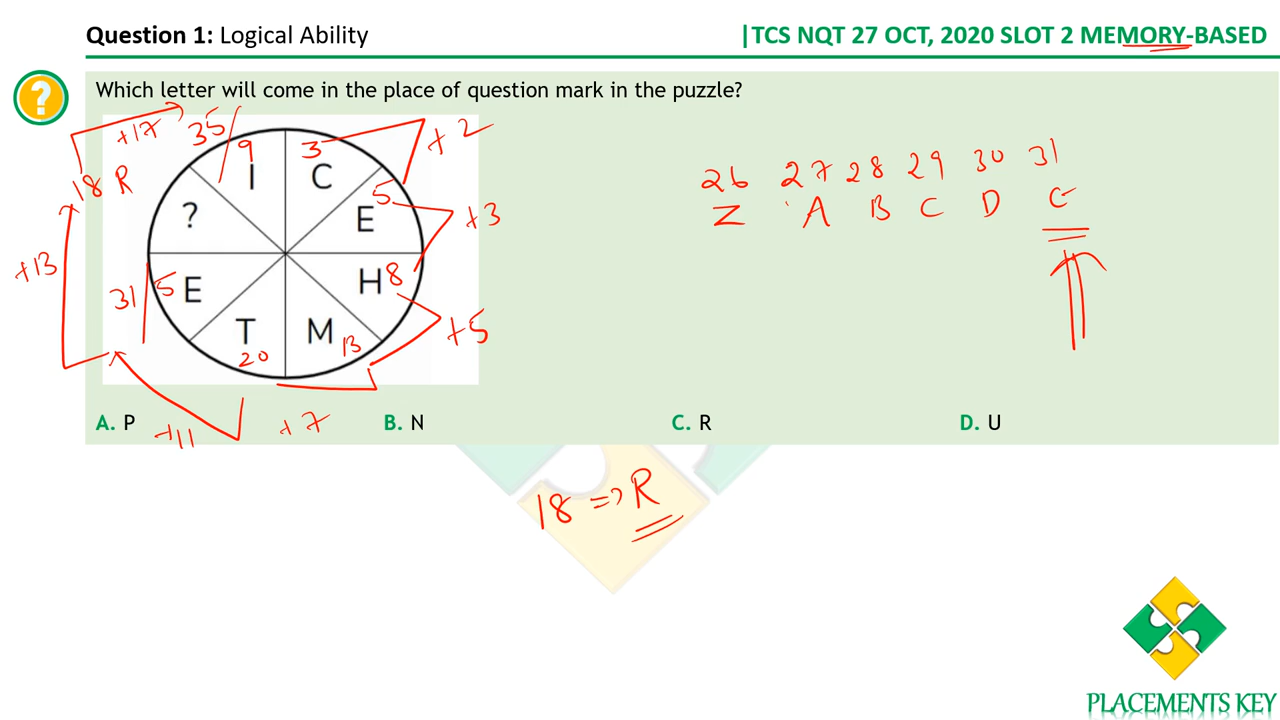 Question 1: Logical Ability
|TCS NQT 27 OCT, 2020 SLOT 2 MEMORY-BASED
?
Which letter will come in the place of question mark in the puzzle?
+17 35 9 3 +2
18 R I C
? 5 E +3
+13
31 5 E H 8
T M +5
20 13
+11 +7
26 27 28 29 30 31
Z A B C D E
A. P B. N C. R D. U
18 => R
PLACEMENTS KEY